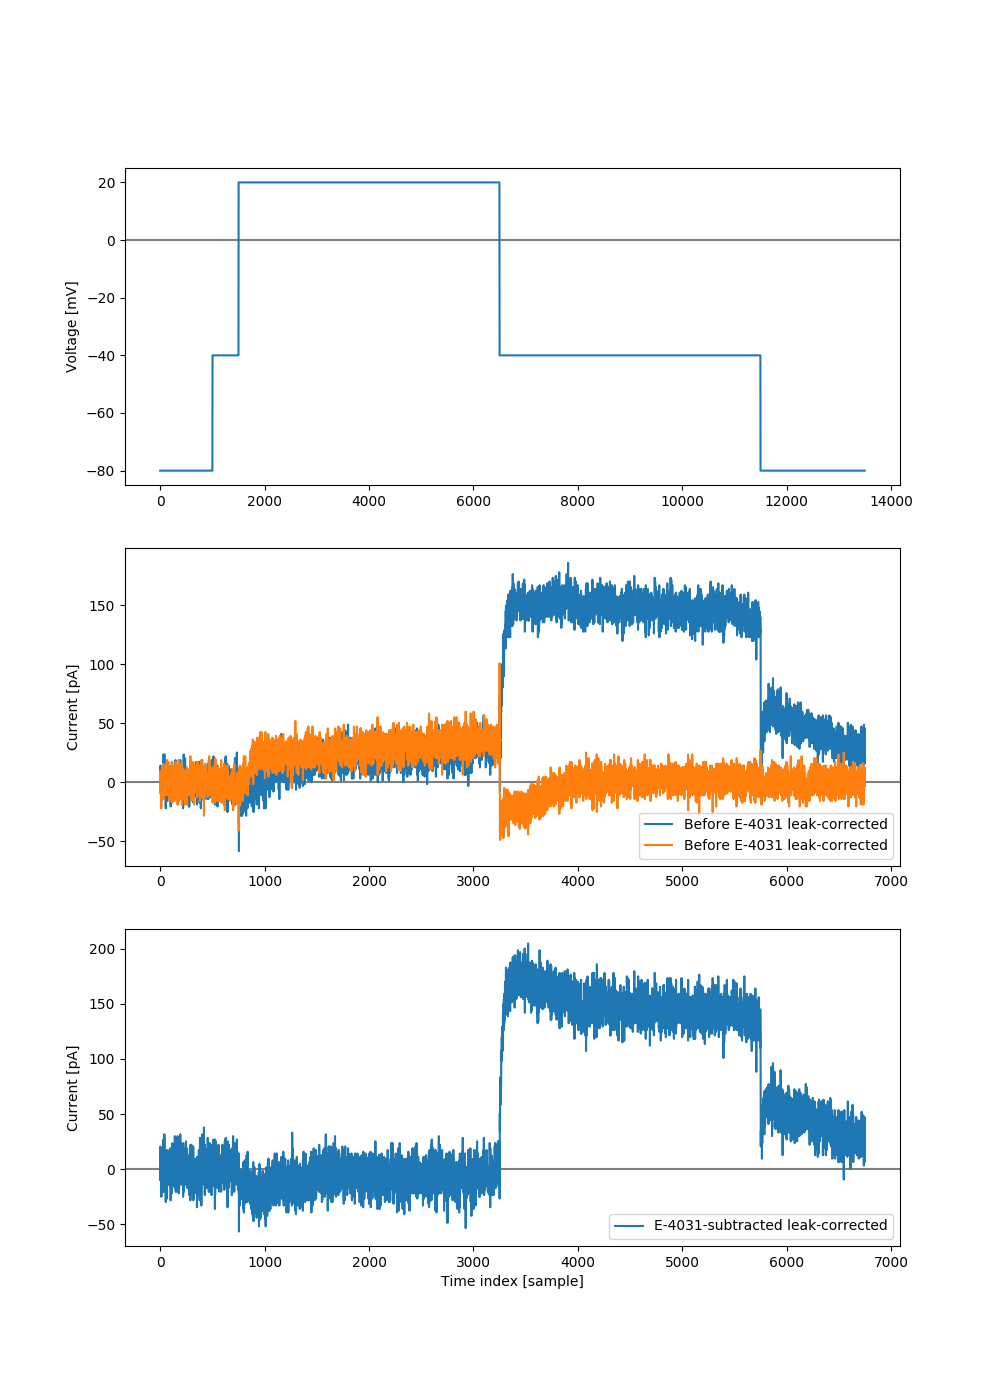 20
0
−20
−40
−60
−80
Voltage [mV]
0 2000 4000 6000 8000 10000 12000 14000
150
100
50
0
−50
Current [pA]
Before E-4031 leak-corrected
Before E-4031 leak-corrected
0 1000 2000 3000 4000 5000 6000 7000
200
150
100
50
0
−50
Current [pA]
E-4031-subtracted leak-corrected
0 1000 2000 3000 4000 5000 6000 7000
Time index [sample]